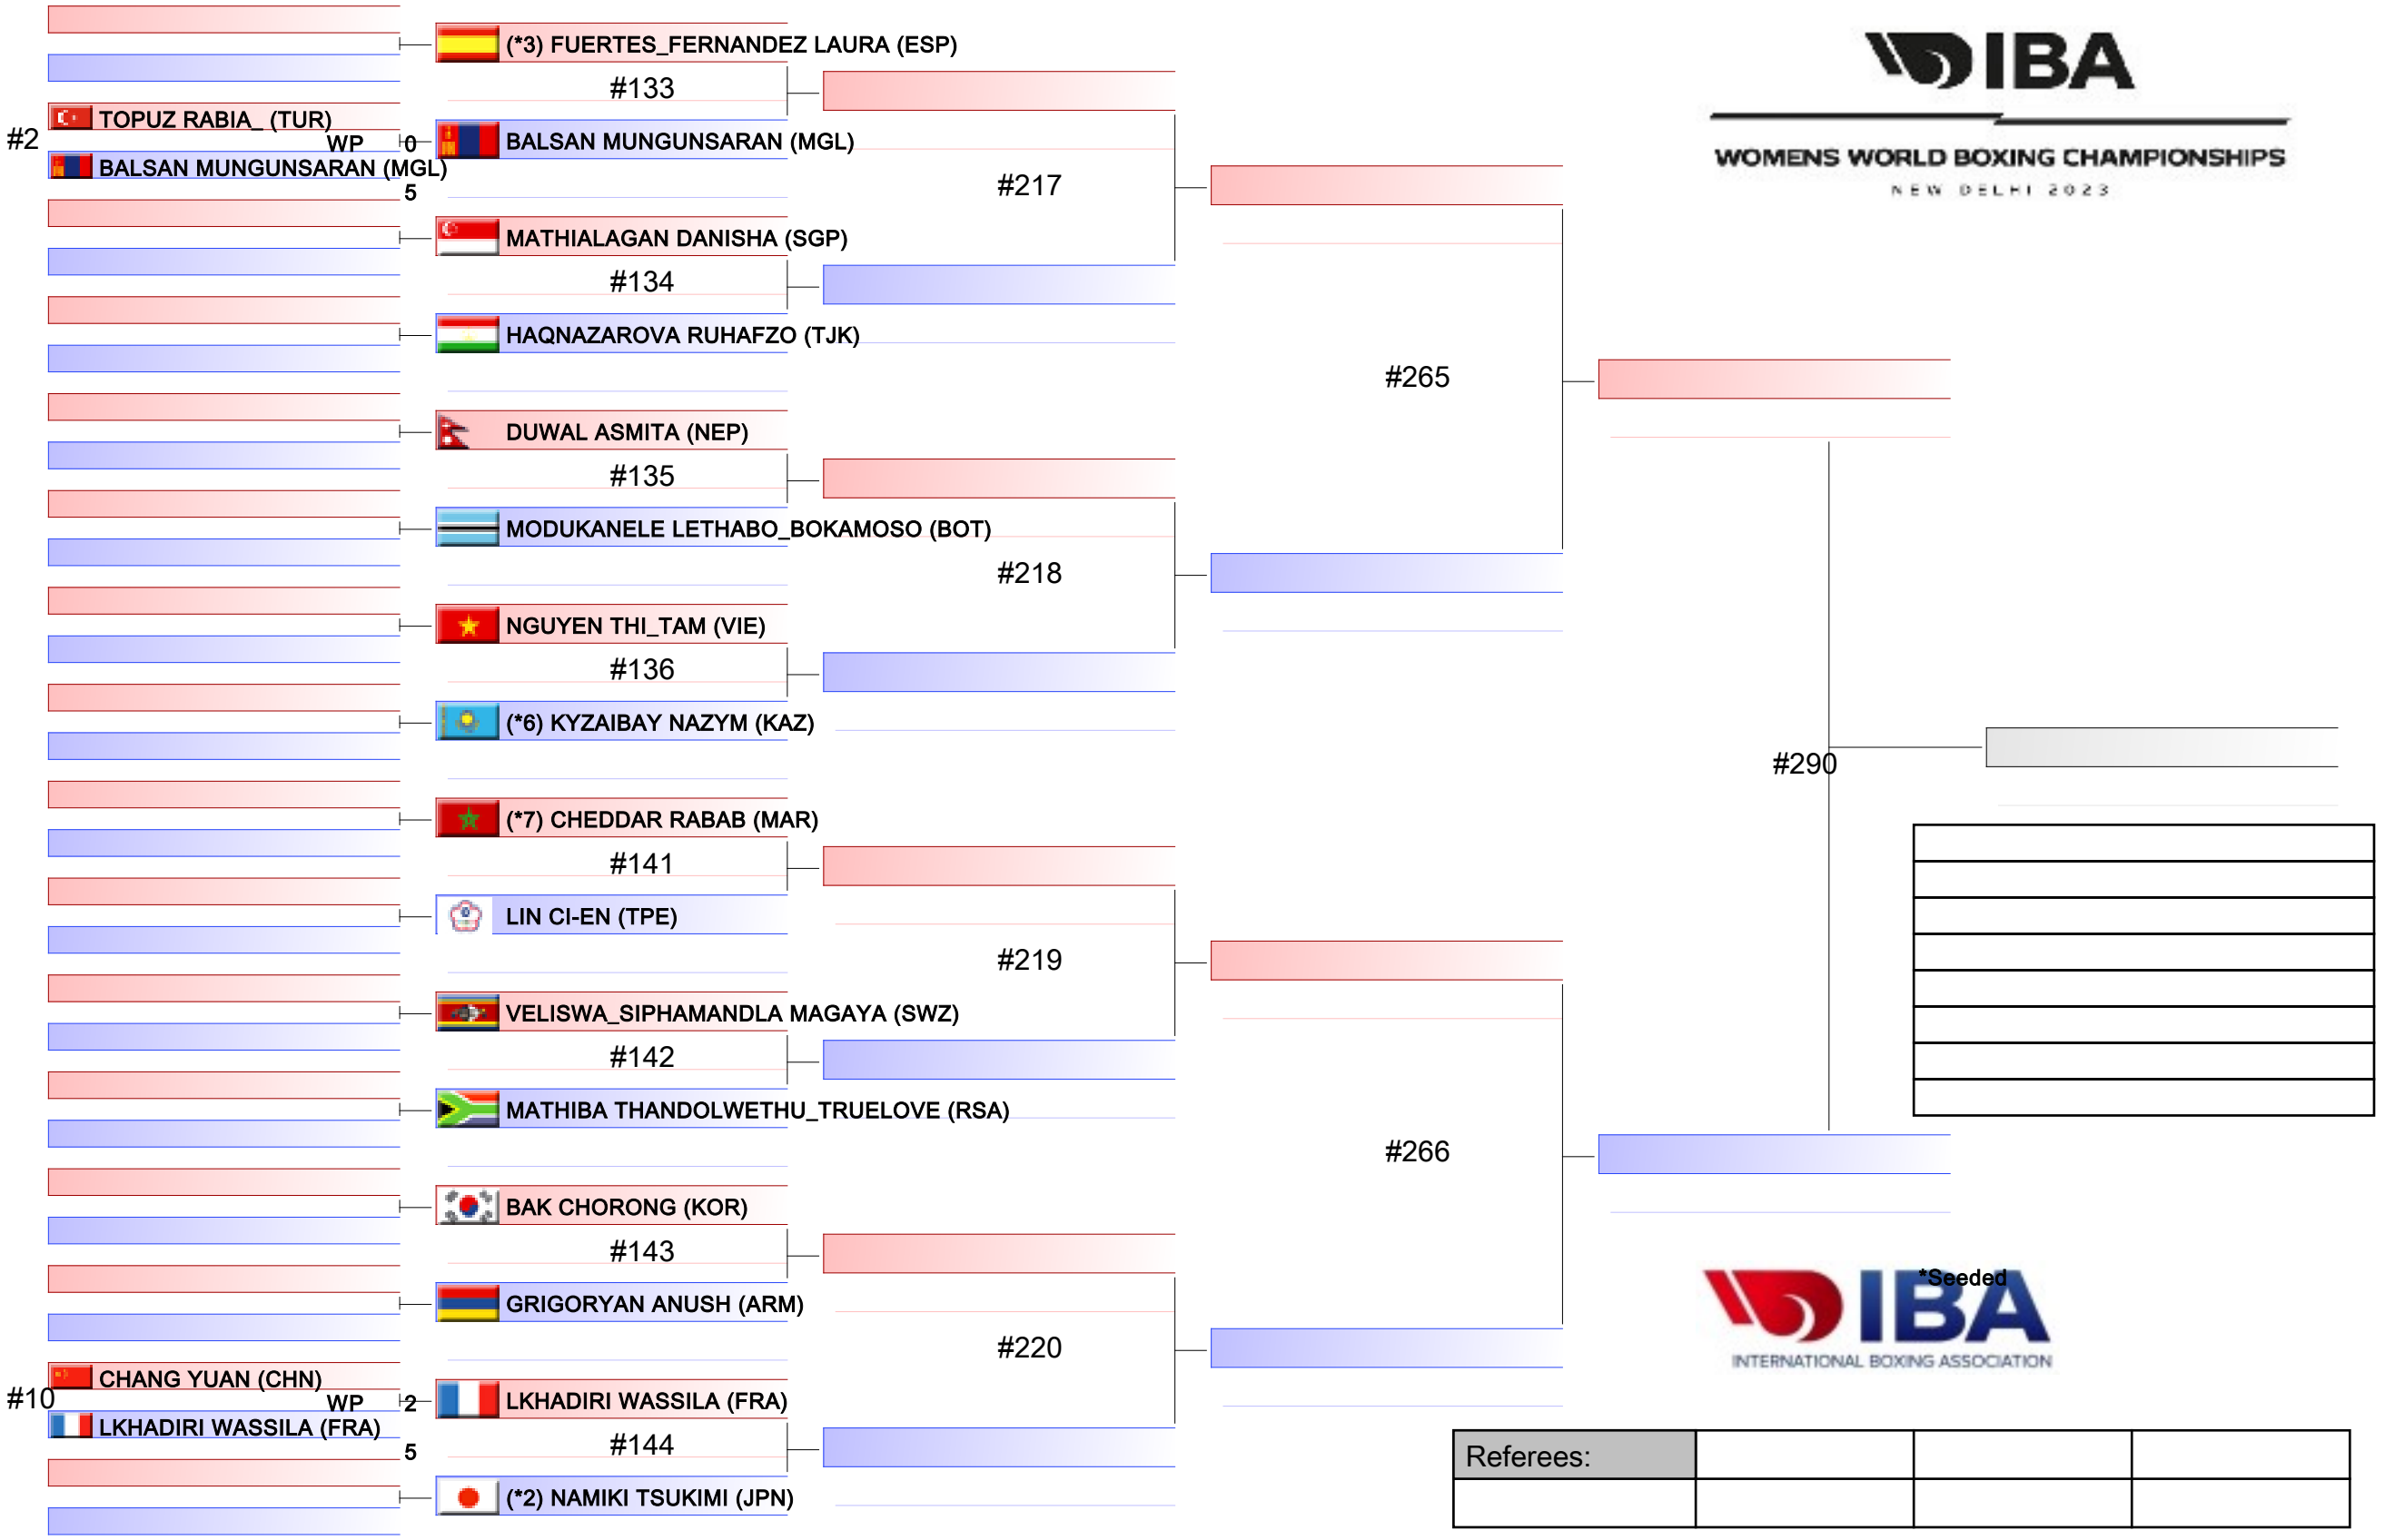 (*3) FUERTES_FERNANDEZ LAURA (ESP)
#133
#2
TOPUZ RABIA_ (TUR)
WP
0
BALSAN MUNGUNSARAN (MGL)
5
BALSAN MUNGUNSARAN (MGL)
#217
MATHIALAGAN DANISHA (SGP)
#134
HAQNAZAROVA RUHAFZO (TJK)
#265
DUWAL ASMITA (NEP)
#135
MODUKANELE LETHABO_BOKAMOSO (BOT)
#218
NGUYEN THI_TAM (VIE)
#136
(*6) KYZAIBAY NAZYM (KAZ)
#290
(*7) CHEDDAR RABAB (MAR)
#141
LIN CI-EN (TPE)
#219
VELISWA_SIPHAMANDLA MAGAYA (SWZ)
#142
MATHIBA THANDOLWETHU_TRUELOVE (RSA)
#266
BAK CHORONG (KOR)
#143
GRIGORYAN ANUSH (ARM)
#220
#10
CHANG YUAN (CHN)
WP
2
LKHADIRI WASSILA (FRA)
5
LKHADIRI WASSILA (FRA)
#144
(*2) NAMIKI TSUKIMI (JPN)
IBA
WOMENS WORLD BOXING CHAMPIONSHIPS
NEW DELHI 2023
*Seeded
IBA
INTERNATIONAL BOXING ASSOCIATION
Referees: